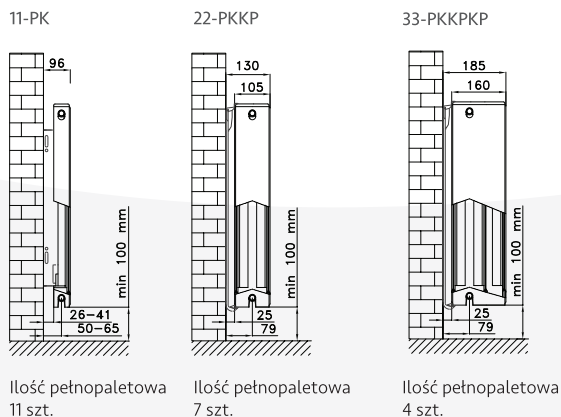 11-PK
22-PKKP
33-PKKPKP
96
130
105
185
160
min 100 mm
min 100 mm
min 100 mm
26–41
50–65
25
79
25
79
Ilość pełnopaletowa
11 szt.
Ilość pełnopaletowa
7 szt.
Ilość pełnopaletowa
4 szt.